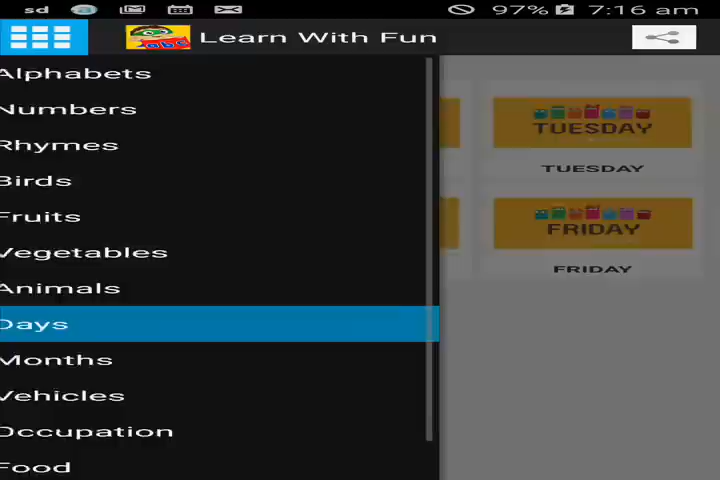 sd
97% 7:16 am
abc Learn With Fun
Alphabets
Numbers
Rhymes
Birds
Fruits
Vegetables
Animals
Days
Months
Vehicles
Occupation
Food
TUESDAY
TUESDAY
FRIDAY
FRIDAY